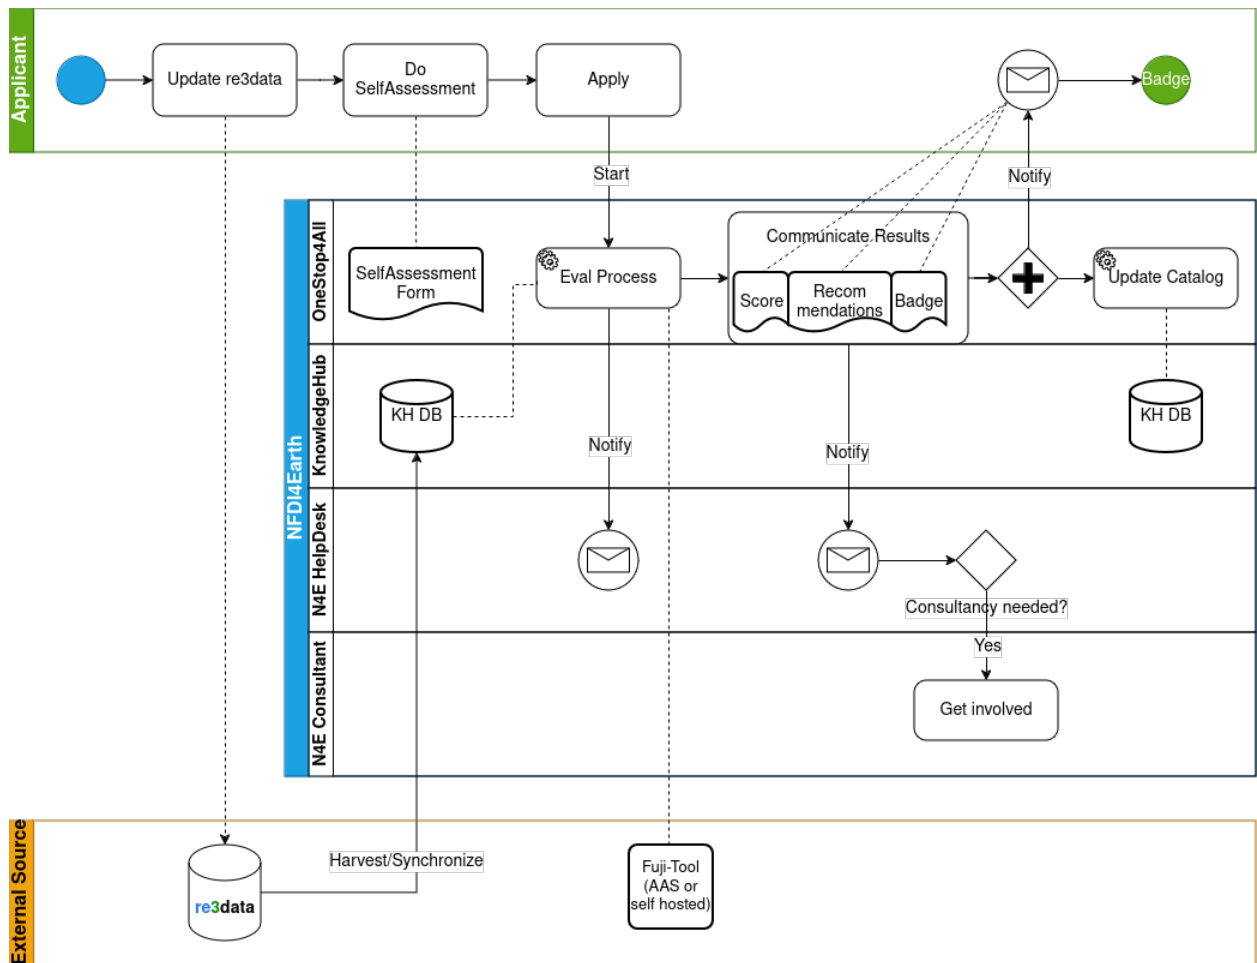 Applicant
Update re3data
Do
SelfAssessment
Apply
Badge
Start
Notify
NFDI4Earth
OneStop4All
SelfAssessment
Form
Eval Process
Communicate Results
Score
Recom
mendations
Badge
Update Catalog
KnowledgeHub
KH DB
KH DB
Notify
Notify
N4E HelpDesk
Consultancy needed?
N4E Consultant
Yes
Get involved
External Source
Harvest/Synchronize
re3data
Fuji-Tool
(AAS or
self hosted)